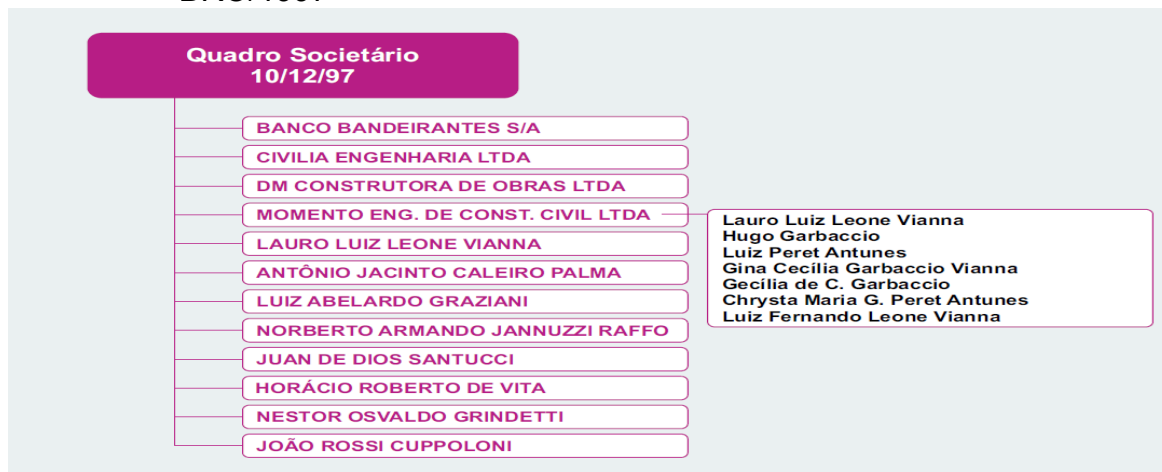 Quadro Societário
10/12/97
BANCO BANDEIRANTES S/A
CIVILIA ENGENHARIA LTDA
DM CONSTRUTORA DE OBRAS LTDA
MOMENTO ENG. DE CONST. CIVIL LTDA
LAURO LUIZ LEONE VIANNA
ANTÔNIO JACINTO CALEIRO PALMA
LUIZ ABELARDO GRAZIANI
NORBERTO ARMANDO JANNUZZI RAFFO
JUAN DE DIOS SANTUCCI
HORÁCIO ROBERTO DE VITA
NESTOR OSVALDO GRINDETTI
JOÃO ROSSI CUPPOLONI
Lauro Luiz Leone Vianna
Hugo Garbaccio
Luiz Peret Antunes
Gina Cecília Garbaccio Vianna
Gecília de C. Garbaccio
Chrysta Maria G. Peret Antunes
Luiz Fernando Leone Vianna